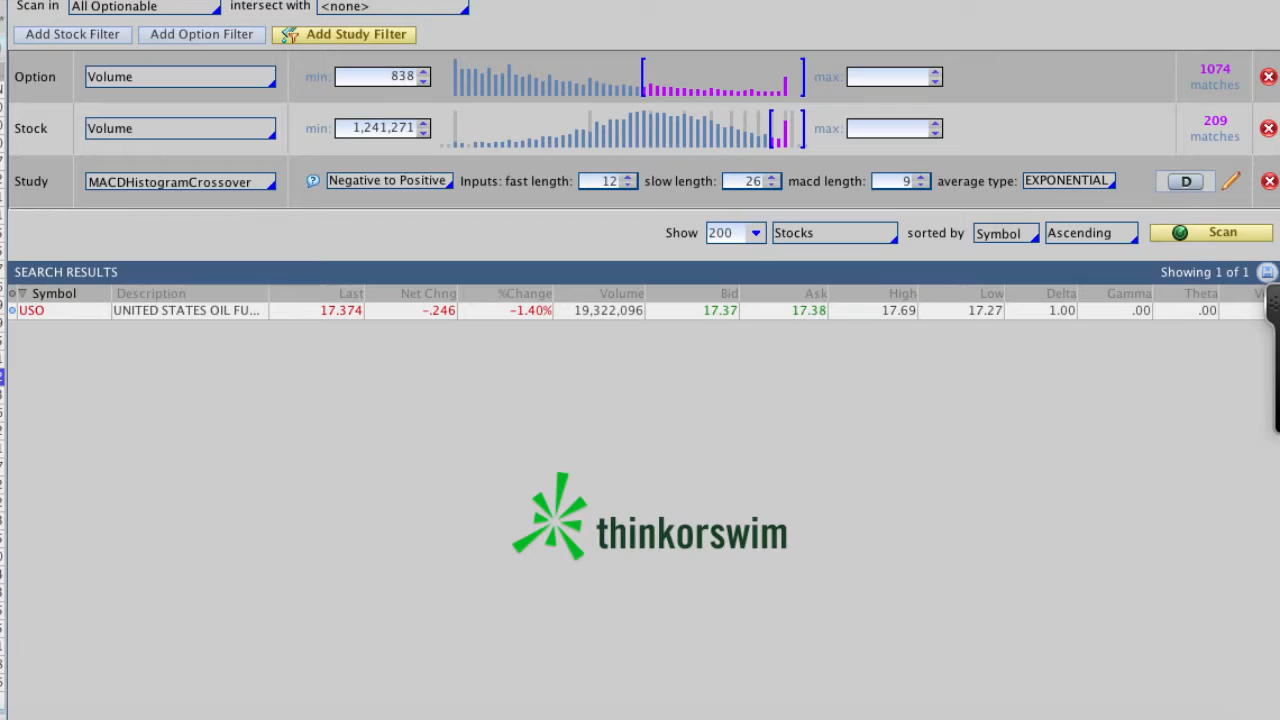 Scan in All Optionable intersect with <none>
Add Stock Filter Add Option Filter Add Study Filter
Option Volume min: 838 max: 1074 matches
Stock Volume min: 1,241,271 max: 209 matches
Study MACDHistogramCrossover Negative to Positive Inputs: fast length: 12 slow length: 26 macd length: 9 average type: EXPONENTIAL D
Show 200 Stocks sorted by Symbol Ascending Scan
SEARCH RESULTS Showing 1 of 1
Symbol Description Last Net Chng %Change Volume Bid Ask High Low Delta Gamma Theta
USO UNITED STATES OIL FU... 17.374 -.246 -1.40% 19,322,096 17.37 17.38 17.69 17.27 1.00 .00 .00
thinkorswim